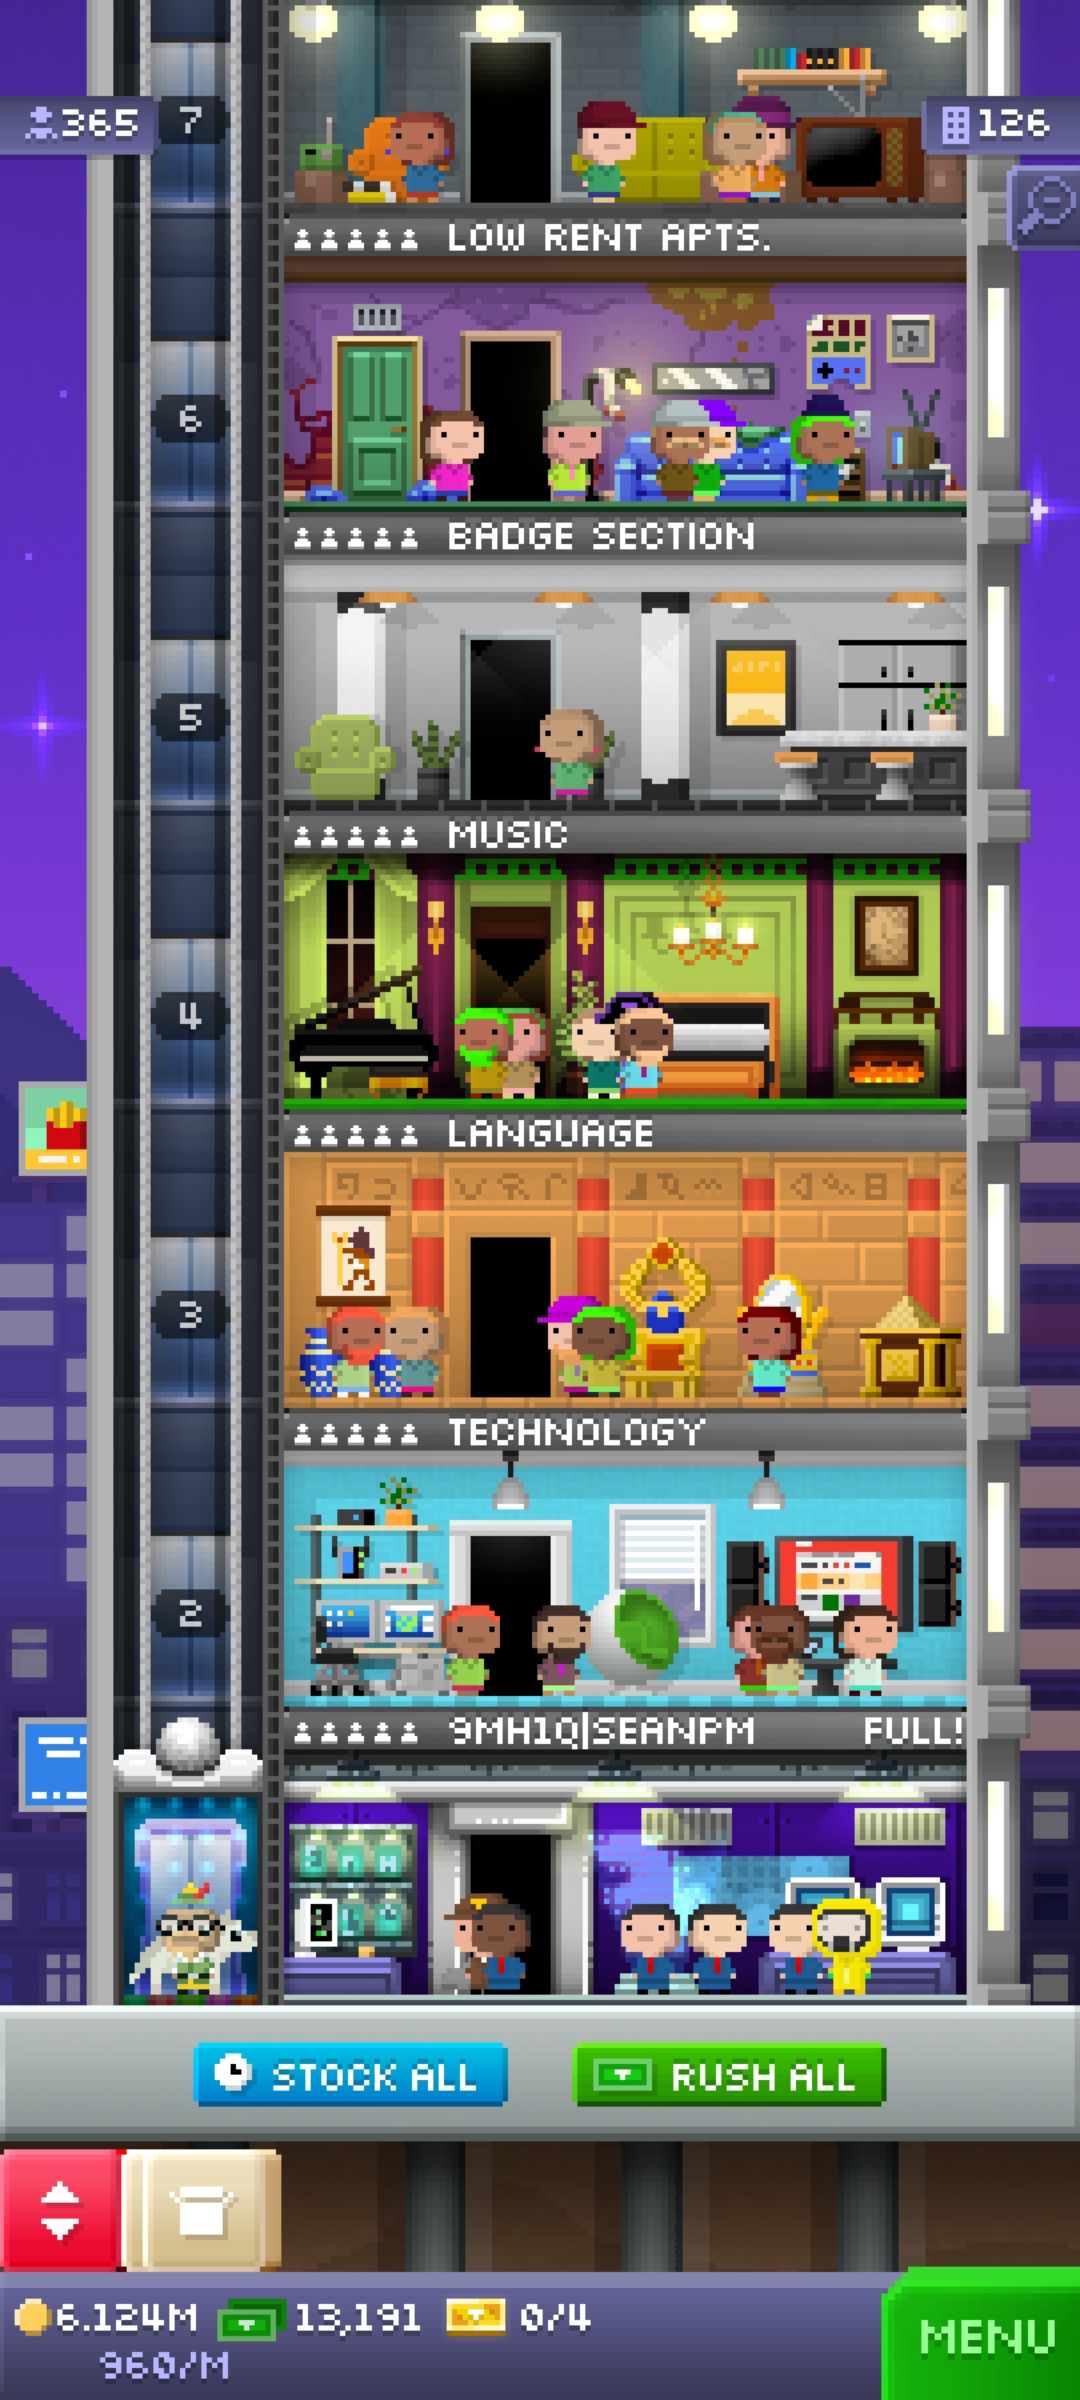 365
7
126
LOW RENT APTS.
6
BADGE SECTION
5
MUSIC
4
LANGUAGE
3
TECHNOLOGY
2
9MH1Q|SEANPM FULL!
STOCK ALL
RUSH ALL
6.124M
13,191
0/4
960/M
MENU